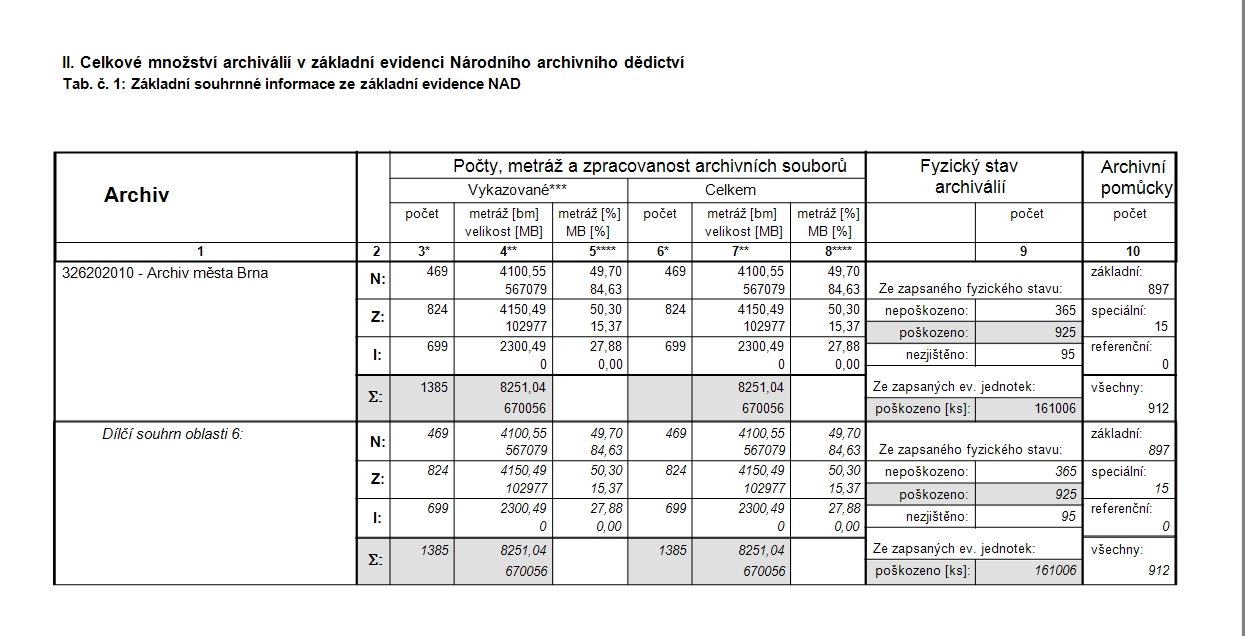 II. Celkové množství archiválií v základní evidenci Národního archivního dědictví
Tab. č. 1: Základní souhrnné informace ze základní evidence NAD
Archiv
Počty, metráž a zpracovanost archivních souborů
Fyzický stav archiválií
Archivní pomůcky
Vykazované***
Celkem
počet metráž [bm] metráž [%] počet metráž [bm] metráž [%] počet počet
velikost [MB] MB [%] velikost [MB] MB [%]
1 2 3* 4** 5**** 6* 7** 8**** 9 10
326202010 - Archiv města Brna
N: 469 4100,55 49,70 469 4100,55 49,70 základní:
567079 84,63 567079 84,63 Ze zapsaného fyzického stavu: 897
Z: 824 4150,49 50,30 824 4150,49 50,30 nepoškozeno: 365 speciální:
102977 15,37 102977 15,37 poškozeno: 925 15
I: 699 2300,49 27,88 699 2300,49 27,88 nezjištěno: 95 referenční:
0 0,00 0 0,00 0
Σ: 1385 8251,04 8251,04 Ze zapsaných ev. jednotek: všechny:
670056 670056 poškozeno [ks]: 161006 912
Dílčí souhrn oblasti 6:
N: 469 4100,55 49,70 469 4100,55 49,70 základní:
567079 84,63 567079 84,63 Ze zapsaného fyzického stavu: 897
Z: 824 4150,49 50,30 824 4150,49 50,30 nepoškozeno: 365 speciální:
102977 15,37 102977 15,37 poškozeno: 925 15
I: 699 2300,49 27,88 699 2300,49 27,88 nezjištěno: 95 referenční:
0 0,00 0 0,00 0
Σ: 1385 8251,04 1385 8251,04 Ze zapsaných ev. jednotek: všechny:
670056 670056 poškozeno [ks]: 161006 912